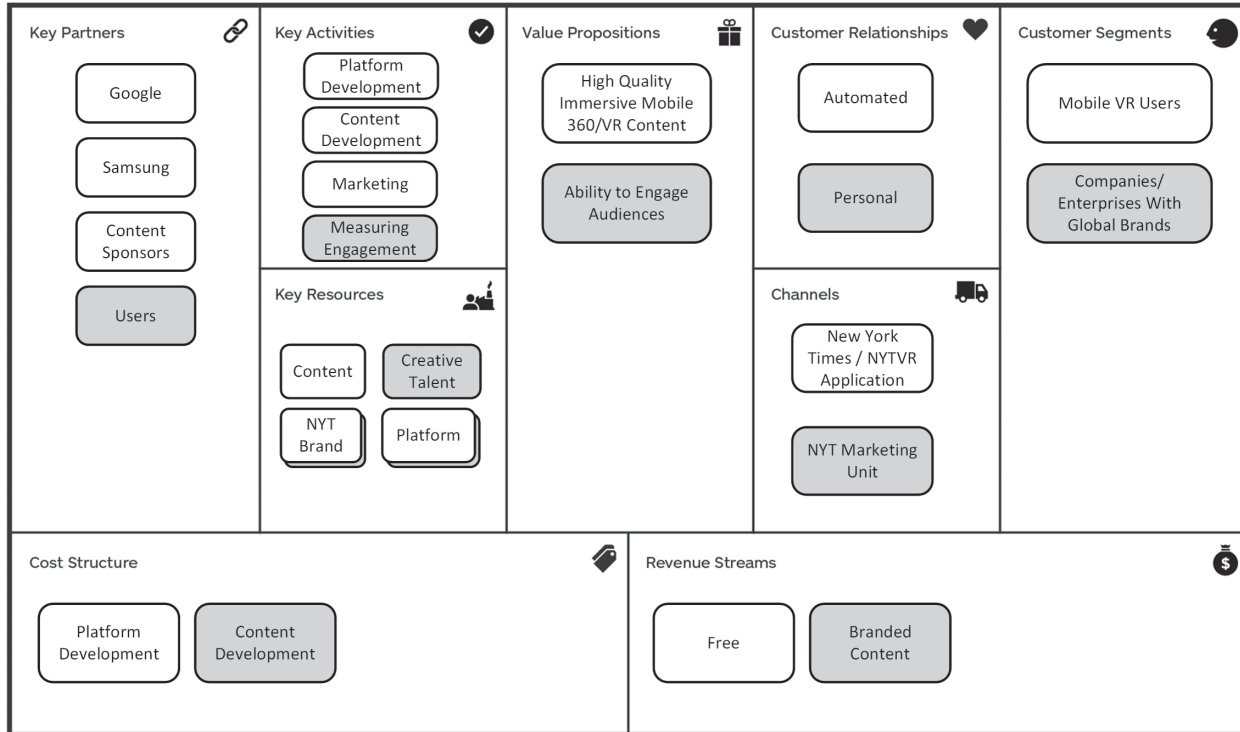 Key Partners
Google
Samsung
Content
Sponsors
Users
Key Activities
Platform
Development
Content
Development
Marketing
Measuring
Engagement
Key Resources
Content
Creative
Talent
NYT
Brand
Platform
Value Propositions
High Quality
Immersive Mobile
360/VR Content
Ability to Engage
Audiences
Customer Relationships
Automated
Personal
Channels
New York
Times / NYTVR
Application
NYT Marketing
Unit
Customer Segments
Mobile VR Users
Companies/
Enterprises With
Global Brands
Cost Structure
Platform
Development
Content
Development
Revenue Streams
$
Free
Branded
Content